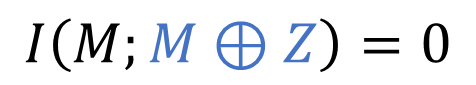 I(M; M ⊕ Z) = 0